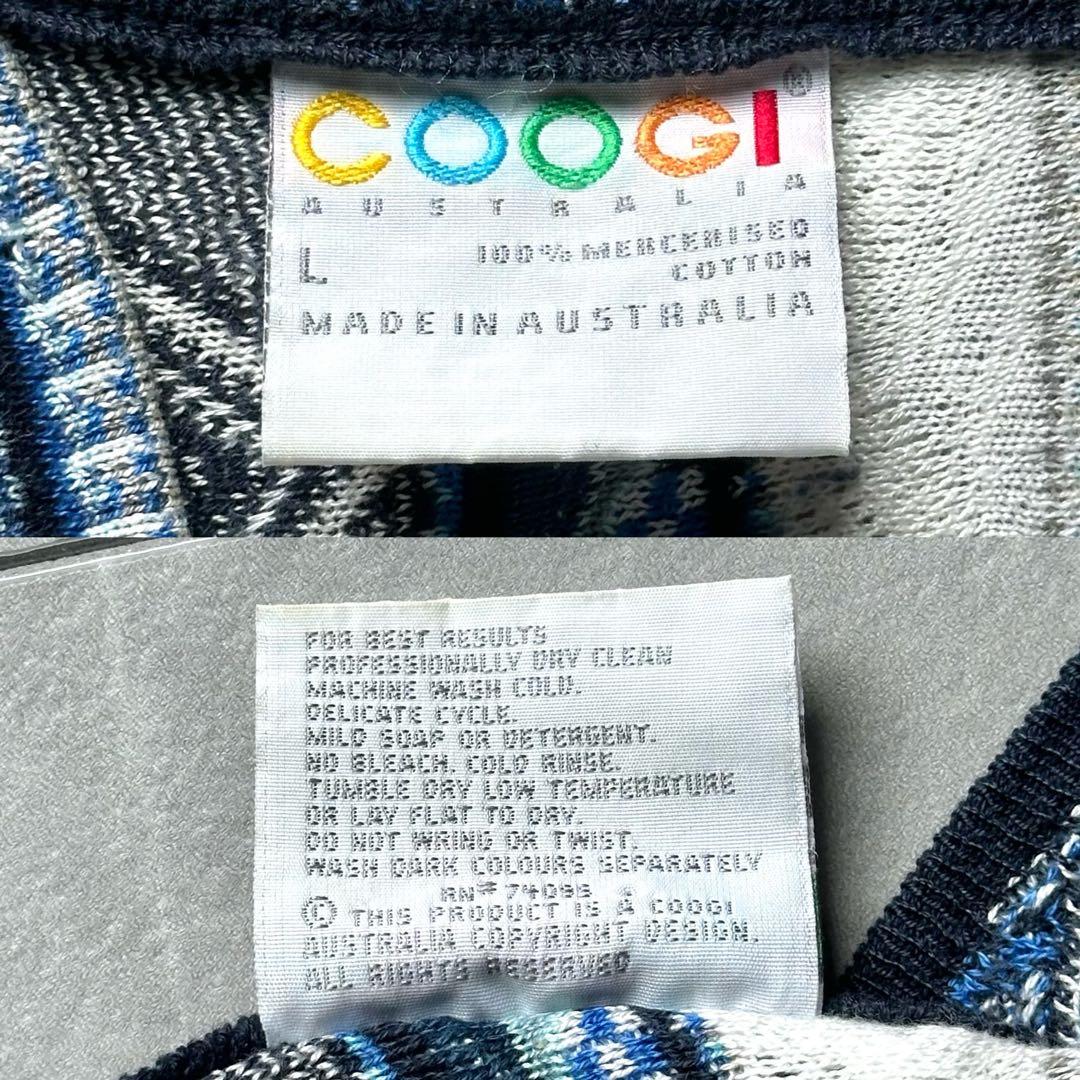 COOGI®
AUSTRALIA
L
100% MERCERISED
COTTON
MADE IN AUSTRALIA
FOR BEST RESULTS
PROFESSIONALLY DRY CLEAN
MACHINE WASH COLD.
DELICATE CYCLE.
MILD SOAP OR DETERGENT.
NO BLEACH. COLD RINSE.
TUMBLE DRY LOW TEMPERATURE
OR LAY FLAT TO DRY.
DO NOT WRING OR TWIST.
WASH DARK COLOURS SEPARATELY
RN# 74095
© THIS PRODUCT IS A COOGI
AUSTRALIA COPYRIGHT DESIGN.
ALL RIGHTS RESERVED